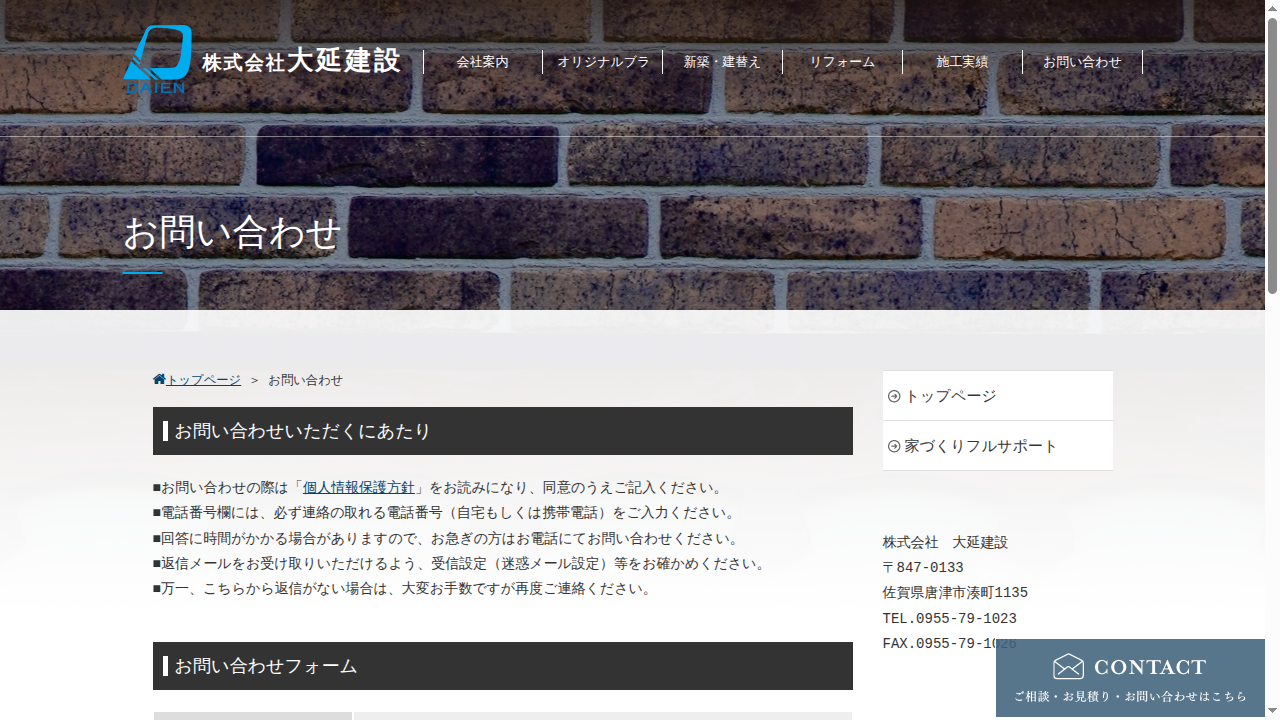 DAIEN
株式会社大延建設
会社案内
オリジナルプラ
新築・建替え
リフォーム
施工実績
お問い合わせ
お問い合わせ
トップページ > お問い合わせ
お問い合わせいただくにあたり
■お問い合わせの際は「個人情報保護方針」をお読みになり、同意のうえご記入ください。
■電話番号欄には、必ず連絡の取れる電話番号（自宅もしくは携帯電話）をご入力ください。
■回答に時間がかかる場合がありますので、お急ぎの方はお電話にてお問い合わせください。
■返信メールをお受け取りいただけるよう、受信設定（迷惑メール設定）等をお確かめください。
■万一、こちらから返信がない場合は、大変お手数ですが再度ご連絡ください。
お問い合わせフォーム
トップページ
家づくりフルサポート
株式会社　大延建設
〒847-0133
佐賀県唐津市湊町1135
TEL.0955-79-1023
FAX.0955-79-1026
CONTACT
ご相談・お見積り・お問い合わせはこちら